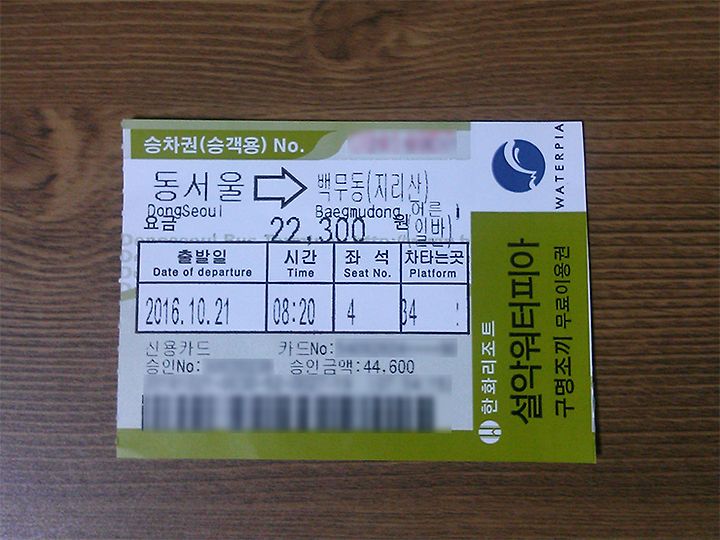 승차권(승객용) No.
동서울 백무동(지리산)
DongSeoul Baegmudong 어른
요금 22,300 원 (일반)
출발일 시간 좌 석 차타는곳
Date of departure Time Seat No. Platform
2016.10.21 08:20 4 34
신용카드 카드No:
승인No: 승인금액:44,600
WATERPIA
한화리조트
설악워터피아
구명조끼 무료이용권